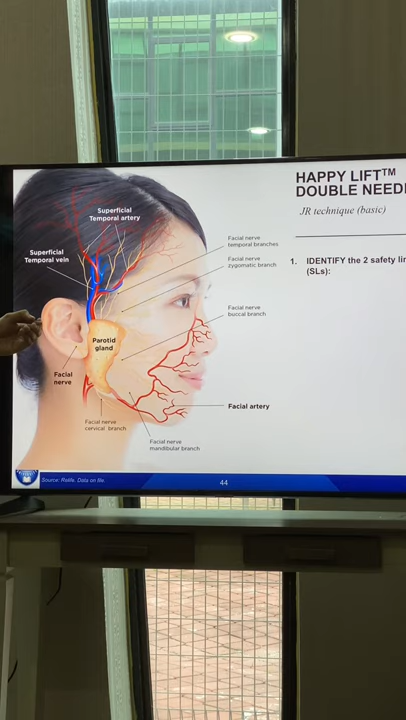 HAPPY LIFT™
DOUBLE NEED
JR technique (basic)
1. IDENTIFY the 2 safety lin
(SLs):
Superficial
Temporal artery
Superficial
Temporal vein
Facial nerve
temporal branches
Facial nerve
zygomatic branch
Facial nerve
buccal branch
Parotid
gland
Facial
nerve
Facial artery
Facial nerve
cervical branch
Facial nerve
mandibular branch
Source: Ralife. Data on file.
44